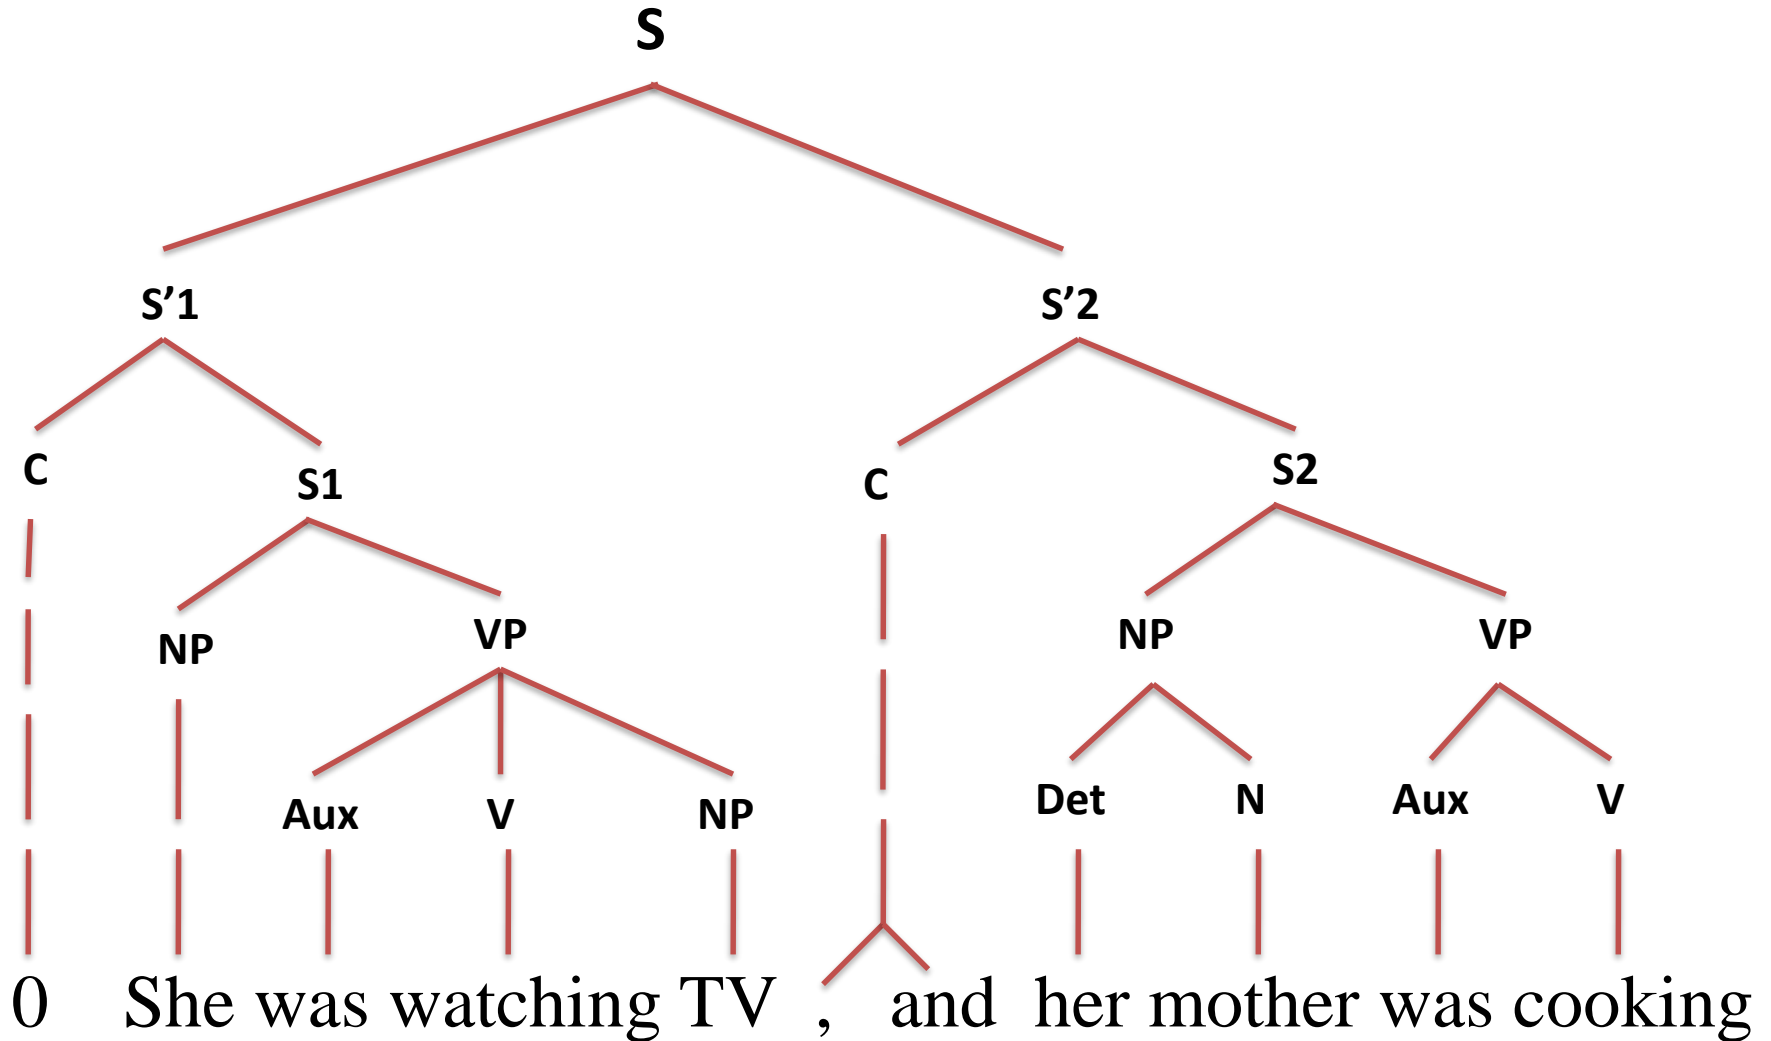 S
S’1 S’2
C S1 C S2
NP VP NP VP
Aux V NP Det N Aux V
0 She was watching TV , and her mother was cooking